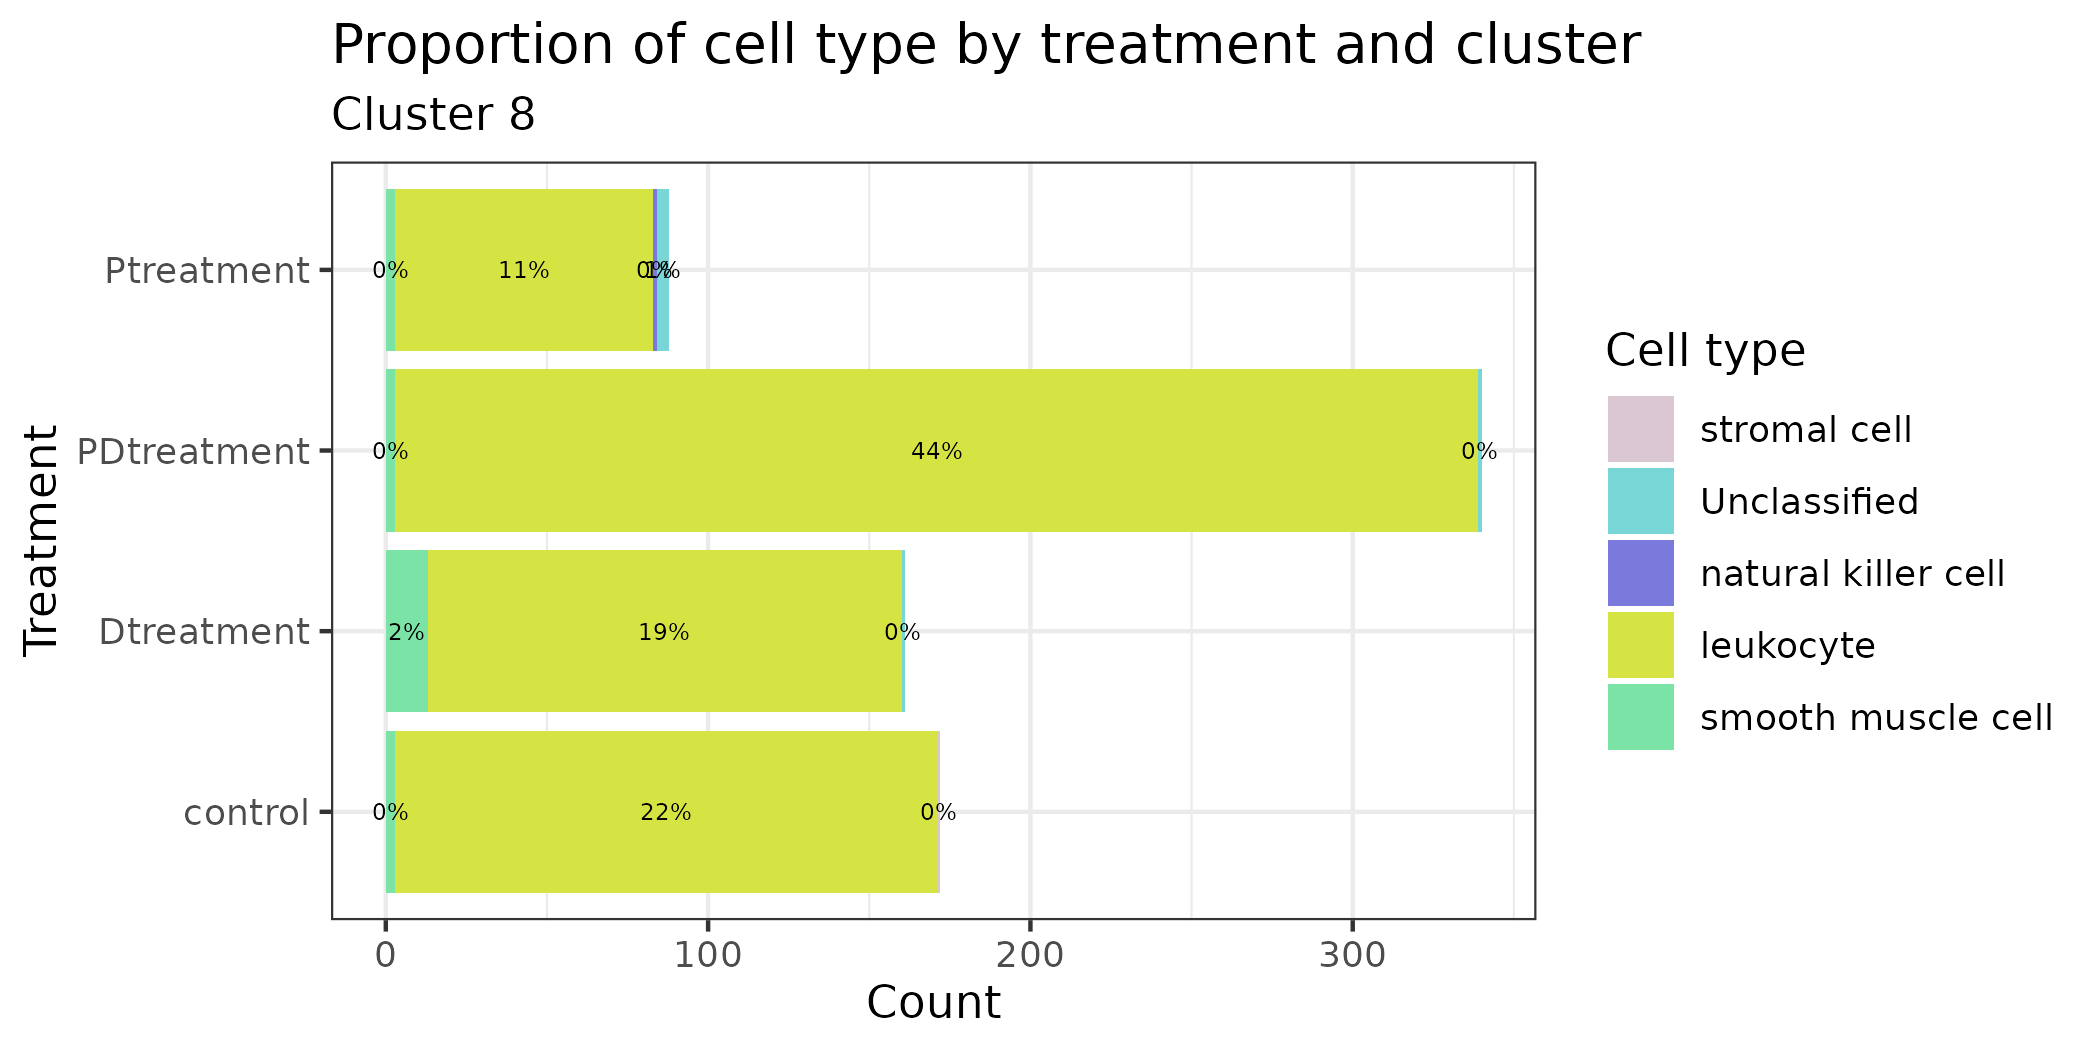 Proportion of cell type by treatment and cluster
Cluster 8
Treatment
Ptreatment
0% 11% 0% 1%
PDtreatment
0% 44% 0%
Dtreatment
2% 19% 0%
control
0% 22% 0%
0 100 200 300
Count
Cell type
stromal cell
Unclassified
natural killer cell
leukocyte
smooth muscle cell